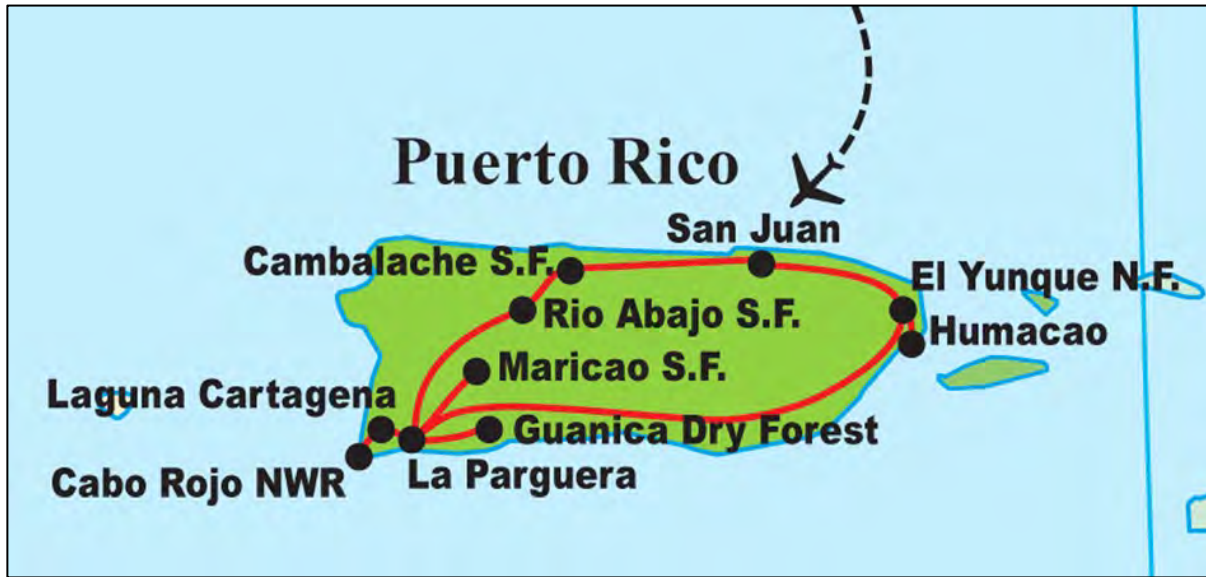 Puerto Rico
San Juan
Cambalache S.F.
El Yunque N.F.
Rio Abajo S.F.
Humacao
Maricao S.F.
Laguna Cartagena
Guanica Dry Forest
La Parguera
Cabo Rojo NWR